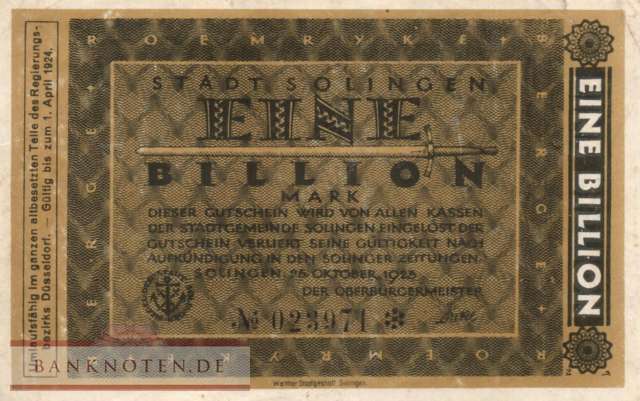 Umlaufsfähig im ganzen altbesetzten Teile des Regierungs-
bezirks Düsseldorf. — Gültig bis zum 1. April 1924.
STADT SOLINGEN
EINE
BILLION
MARK
DIESER GUTSCHEIN WIRD VON ALLEN KASSEN
DER STADTGEMEINDE SOLINGEN EINGELÖST DER
GUTSCHEIN VERLIERT SEINE GÜLTIGKEIT NACH
AUFKÜNDIGUNG IN DEN SOLINGER ZEITUNGEN
SOLINGEN, 26. OKTOBER 1923
DER OBERBÜRGERMEISTER
№ 023971
EINE BILLION
BANKNOTEN.DE